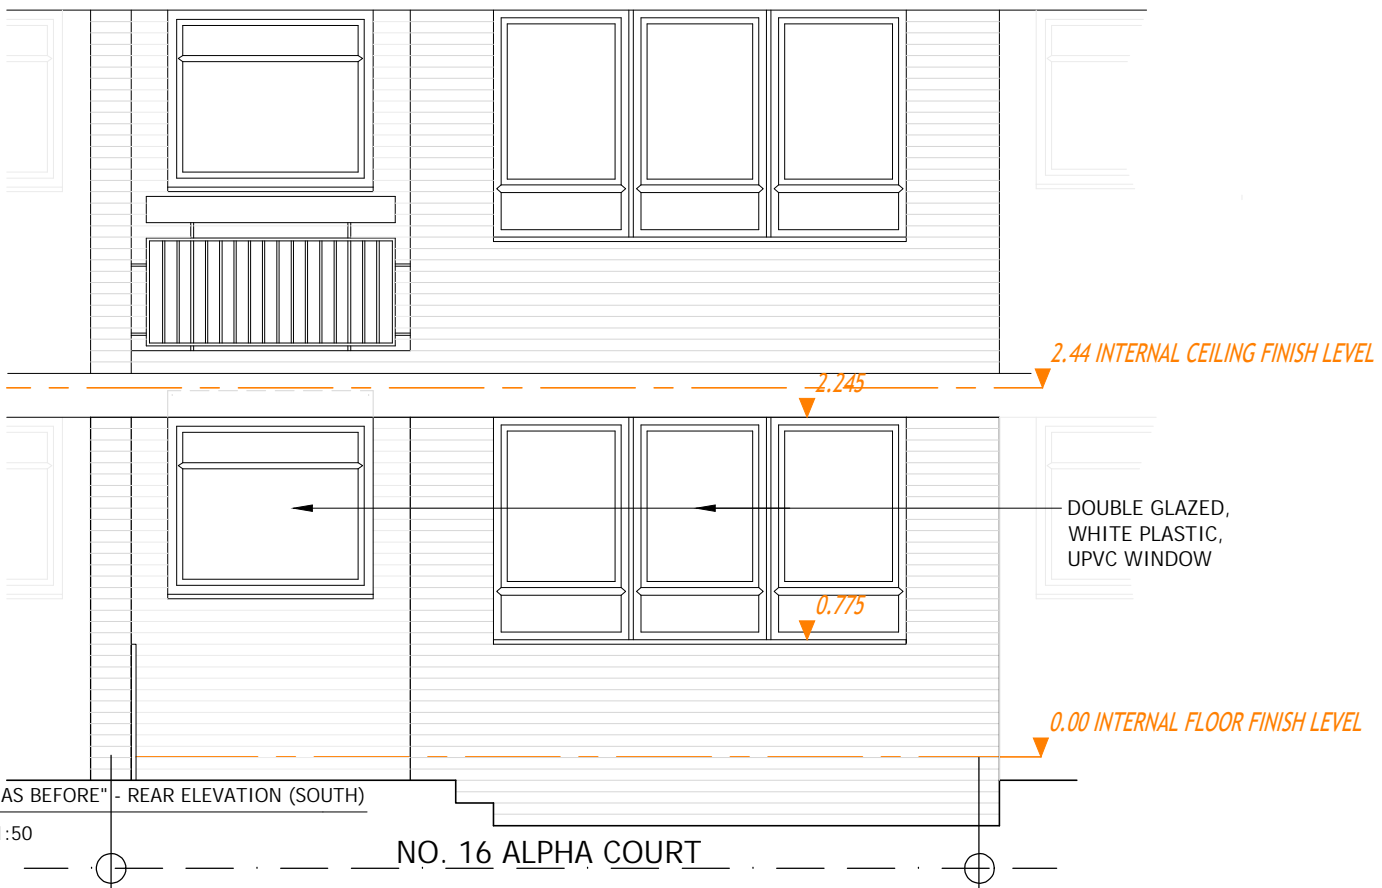 2.44 INTERNAL CEILING FINISH LEVEL
2.245
DOUBLE GLAZED,
WHITE PLASTIC,
UPVC WINDOW
0.775
0.00 INTERNAL FLOOR FINISH LEVEL
AS BEFORE" - REAR ELEVATION (SOUTH)
:50
NO. 16 ALPHA COURT